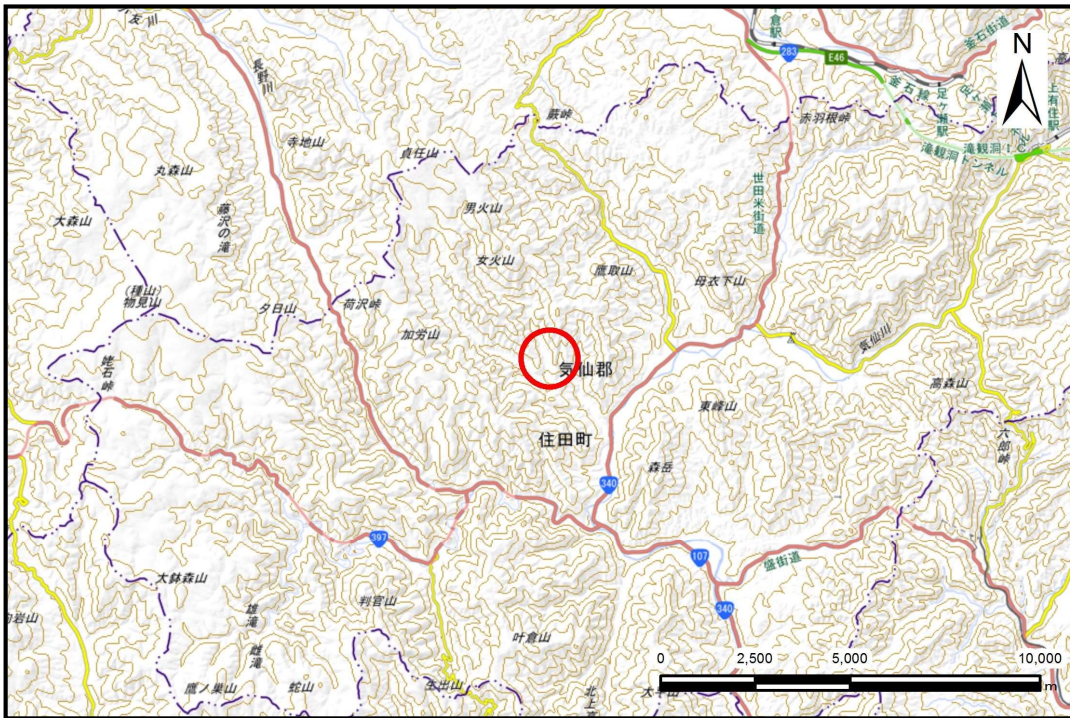 友川
長野川
寺地山
丸森山
大森山
藤沢の滝
貞任山
蕨峠
283
E46
釜石街道
N
釜石線
足ヶ瀬駅
上有住駅
赤羽根峠
滝観洞IC
滝観洞トンネル
世田米街道
男火山
女火山
鷹取山
母衣下山
(種山)
物見山
夕日山
荷沢峠
加労山
気仙川
姥石峠
気仙郡
高森山
東峰山
住田町
六郎峠
森岳
340
397
107
盛街道
大鉢森山
340
判官山
雄滝
雌滝
叶倉山
0
2,500
5,000
10,000
m
鷹ノ巣山
蛇山
生出山